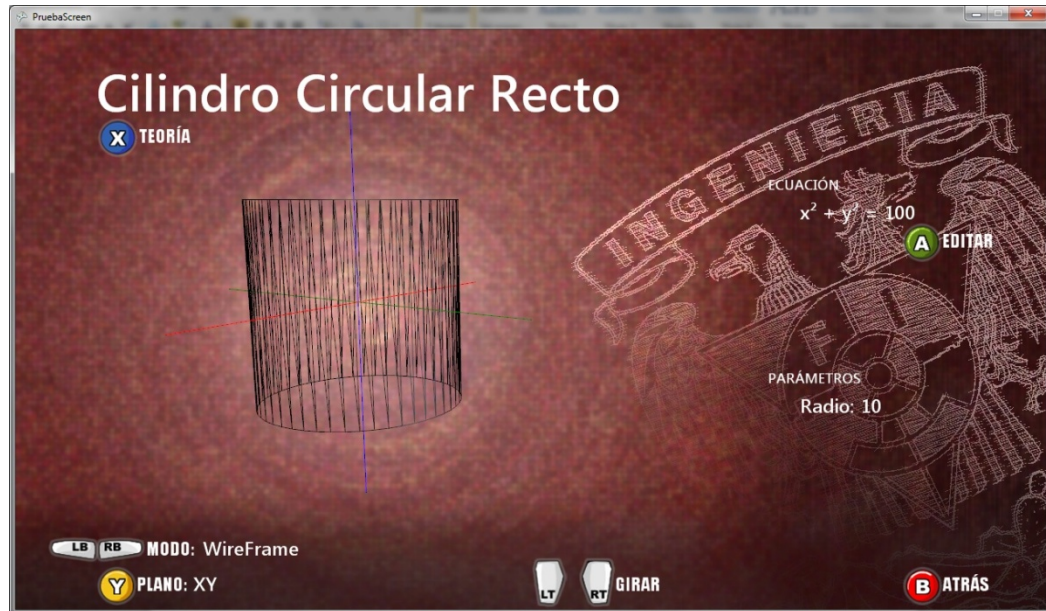 PruebaScreen
Cilindro Circular Recto
X TEORÍA
INGENIERIA
ECUACIÓN
x² + y² = 100
A EDITAR
F I
PARÁMETROS
Radio: 10
LB RB MODO: WireFrame
Y PLANO: XY
LT RT GIRAR
B ATRÁS